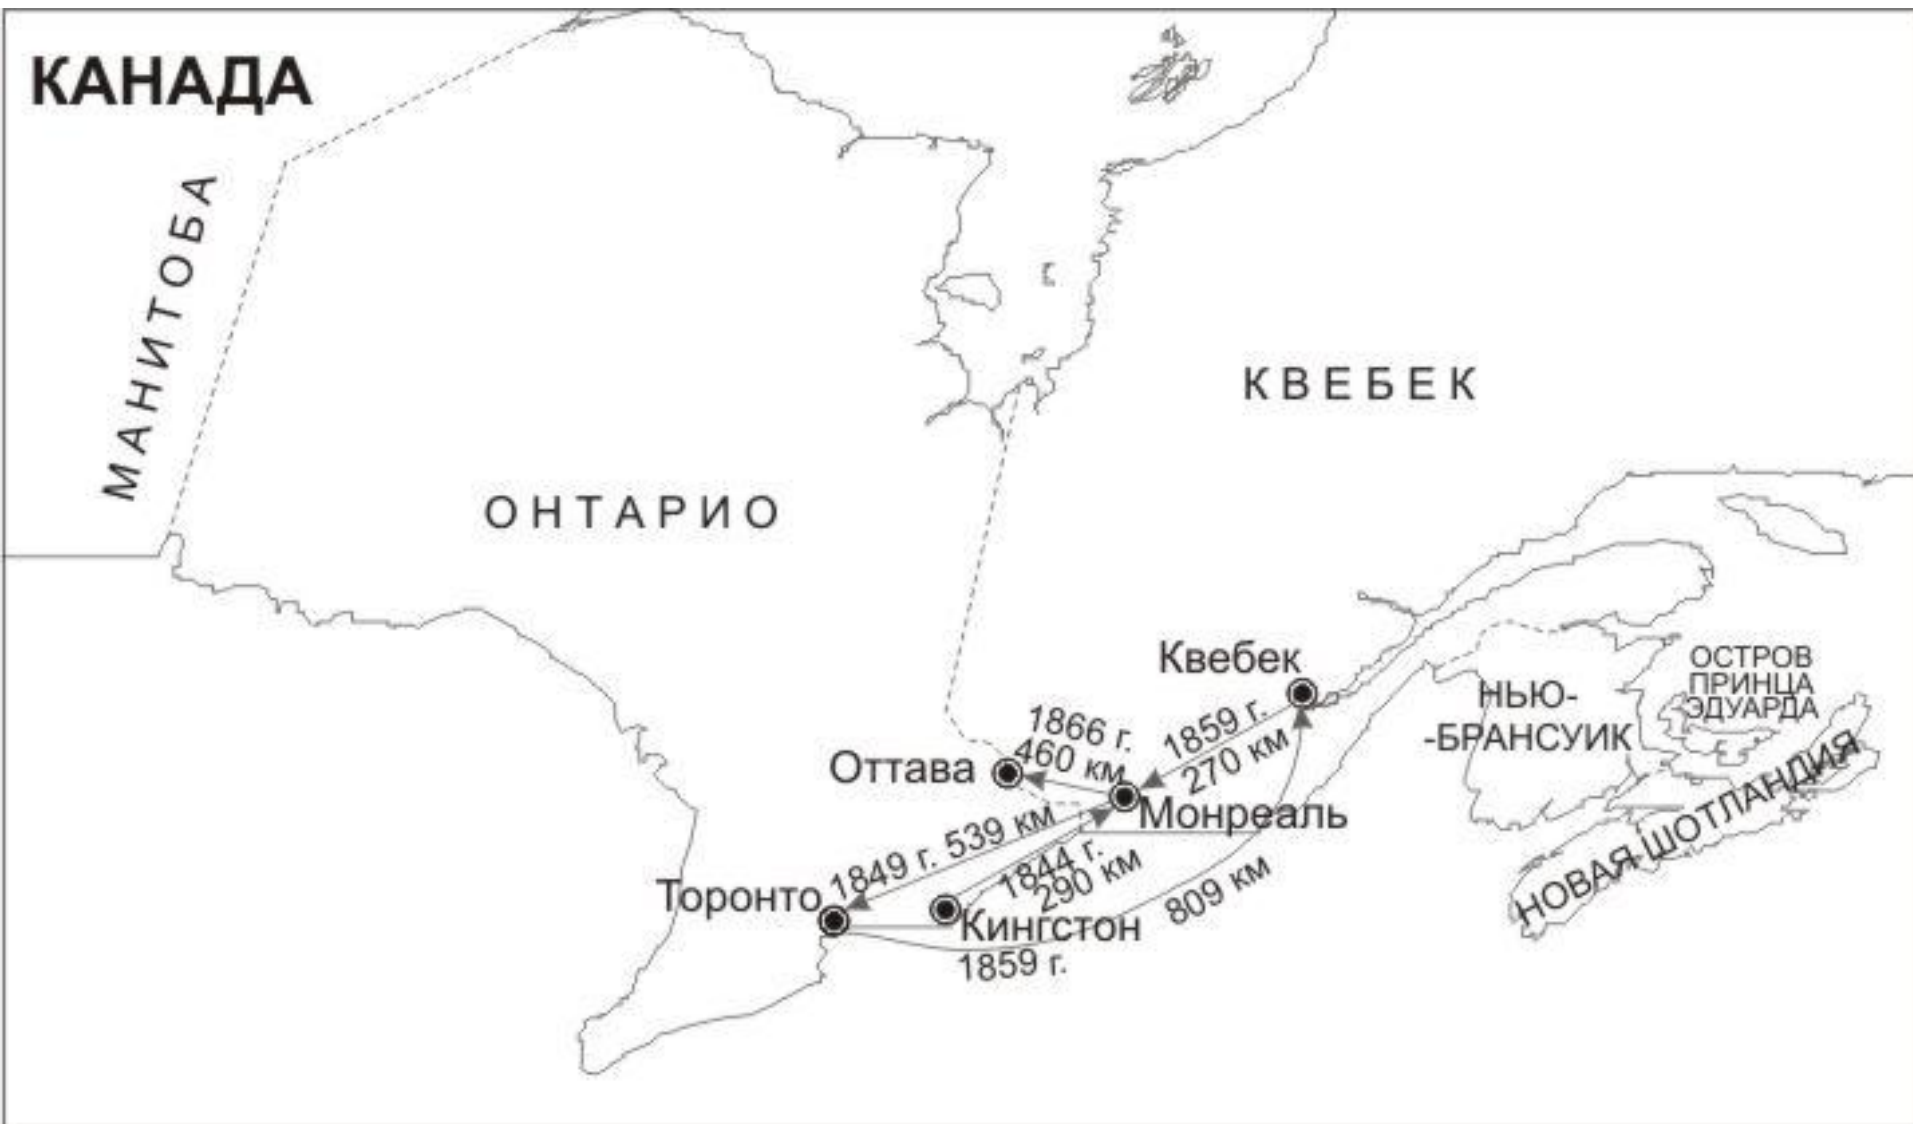 КАНАДА
МАНИТОБА
ОНТАРИО
КВЕБЕК
Квебек
ОСТРОВ
ПРИНЦА
ЭДУАРДА
НЬЮ-
-БРАНСУИК
НОВАЯ ШОТЛАНДИЯ
1866 г.
460 км
1859 г.
270 км
Оттава
Монреаль
1849 г. 539 км
1844 г.
290 км
809 км
Торонто
Кингстон
1859 г.